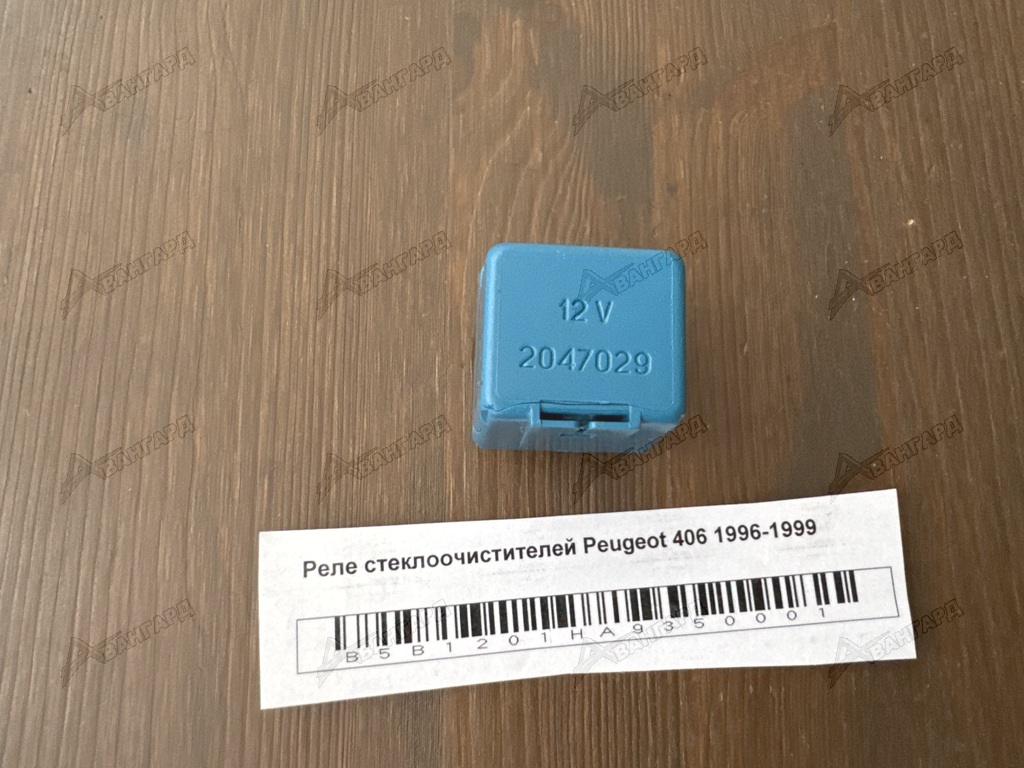 12 V
2047029
Реле стеклоочистителей Peugeot 406 1996-1999
B5B1201HA9350001
АВАНГАРД